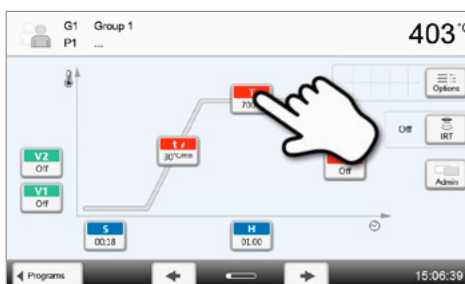 G1 Group 1
P1 ...
403 °C
T
700
Options
t
30°C/min
Off
IRT
Off
V2
Off
V1
Off
Admin
S
00:18
H
01:00
Programs
15:06:39